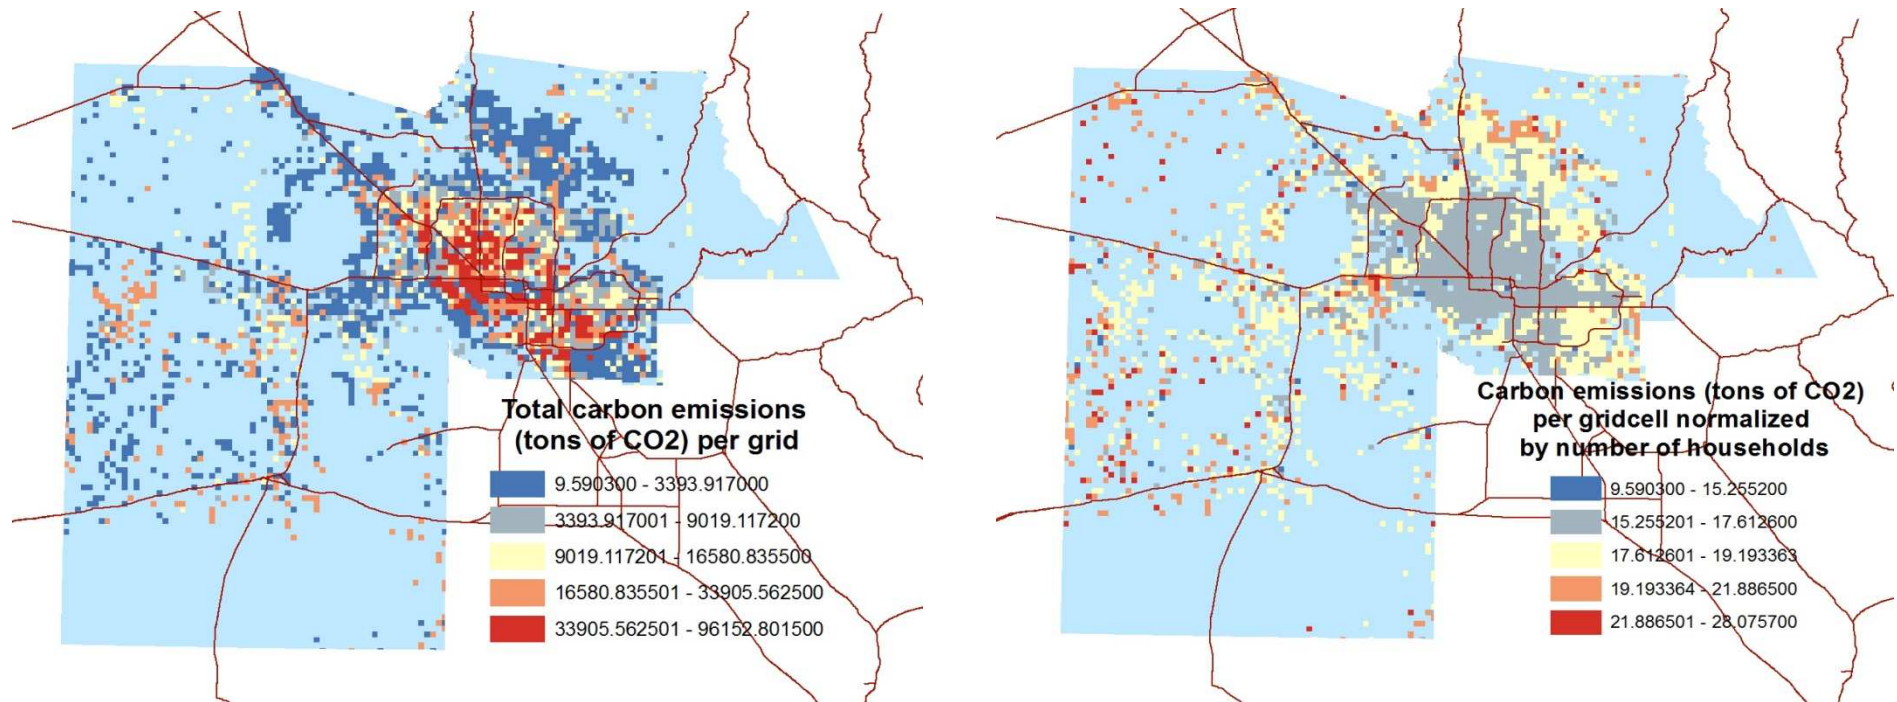 Total carbon emissions
(tons of CO2) per grid
9.590300 - 3393.917000
3393.917001 - 9019.117200
9019.117201 - 16580.835500
16580.835501 - 33905.562500
33905.562501 - 96152.801500
Carbon emissions (tons of CO2)
per gridcell normalized
by number of households
9.590300 - 15.255200
15.255201 - 17.612600
17.612601 - 19.193363
19.193364 - 21.886500
21.886501 - 28.075700